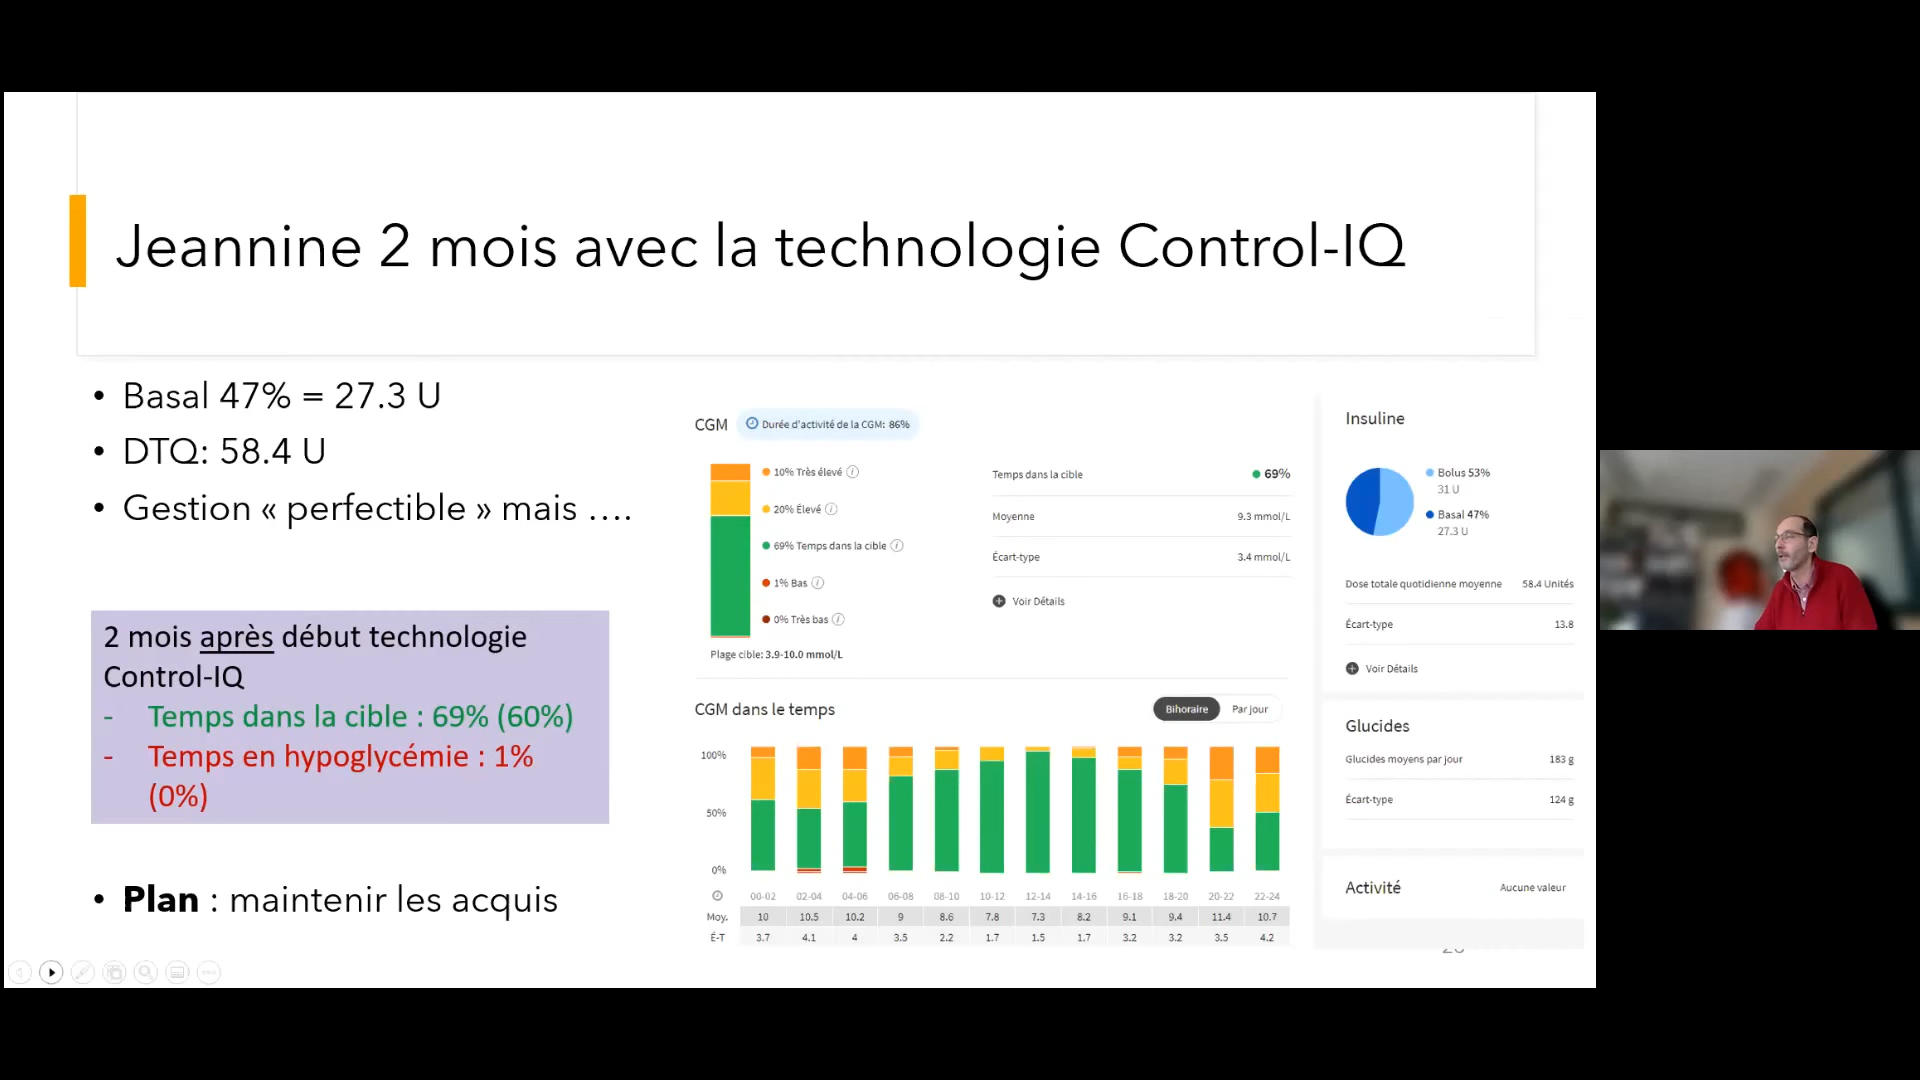 Jeannine 2 mois avec la technologie Control-IQ
• Basal 47% = 27.3 U
• DTQ: 58.4 U
• Gestion « perfectible » mais ….
2 mois après début technologie
Control-IQ
- Temps dans la cible : 69% (60%)
- Temps en hypoglycémie : 1%
(0%)
• Plan : maintenir les acquis
CGM
Durée d'activité de la CGM: 86%
10% Très élevé
20% Élevé
69% Temps dans la cible
1% Bas
0% Très bas
Plage cible: 3.9-10.0 mmol/L
Temps dans la cible 69%
Moyenne 9.3 mmol/L
Écart-type 3.4 mmol/L
Voir Détails
CGM dans le temps
Bihoraire Par jour
100%
50%
0%
00-02 02-04 04-06 06-08 08-10 10-12 12-14 14-16 16-18 18-20 20-22 22-24
Moy. 10 10.5 10.2 9 8.6 7.8 7.3 8.2 9.1 9.4 11.4 10.7
É-T 3.7 4.1 4 3.5 2.2 1.7 1.5 1.7 3.2 3.2 3.5 4.2
Insuline
Bolus 53%
31 U
Basal 47%
27.3 U
Dose totale quotidienne moyenne 58.4 Unités
Écart-type 13.8
Voir Détails
Glucides
Glucides moyens par jour 183 g
Écart-type 124 g
Activité Aucune valeur